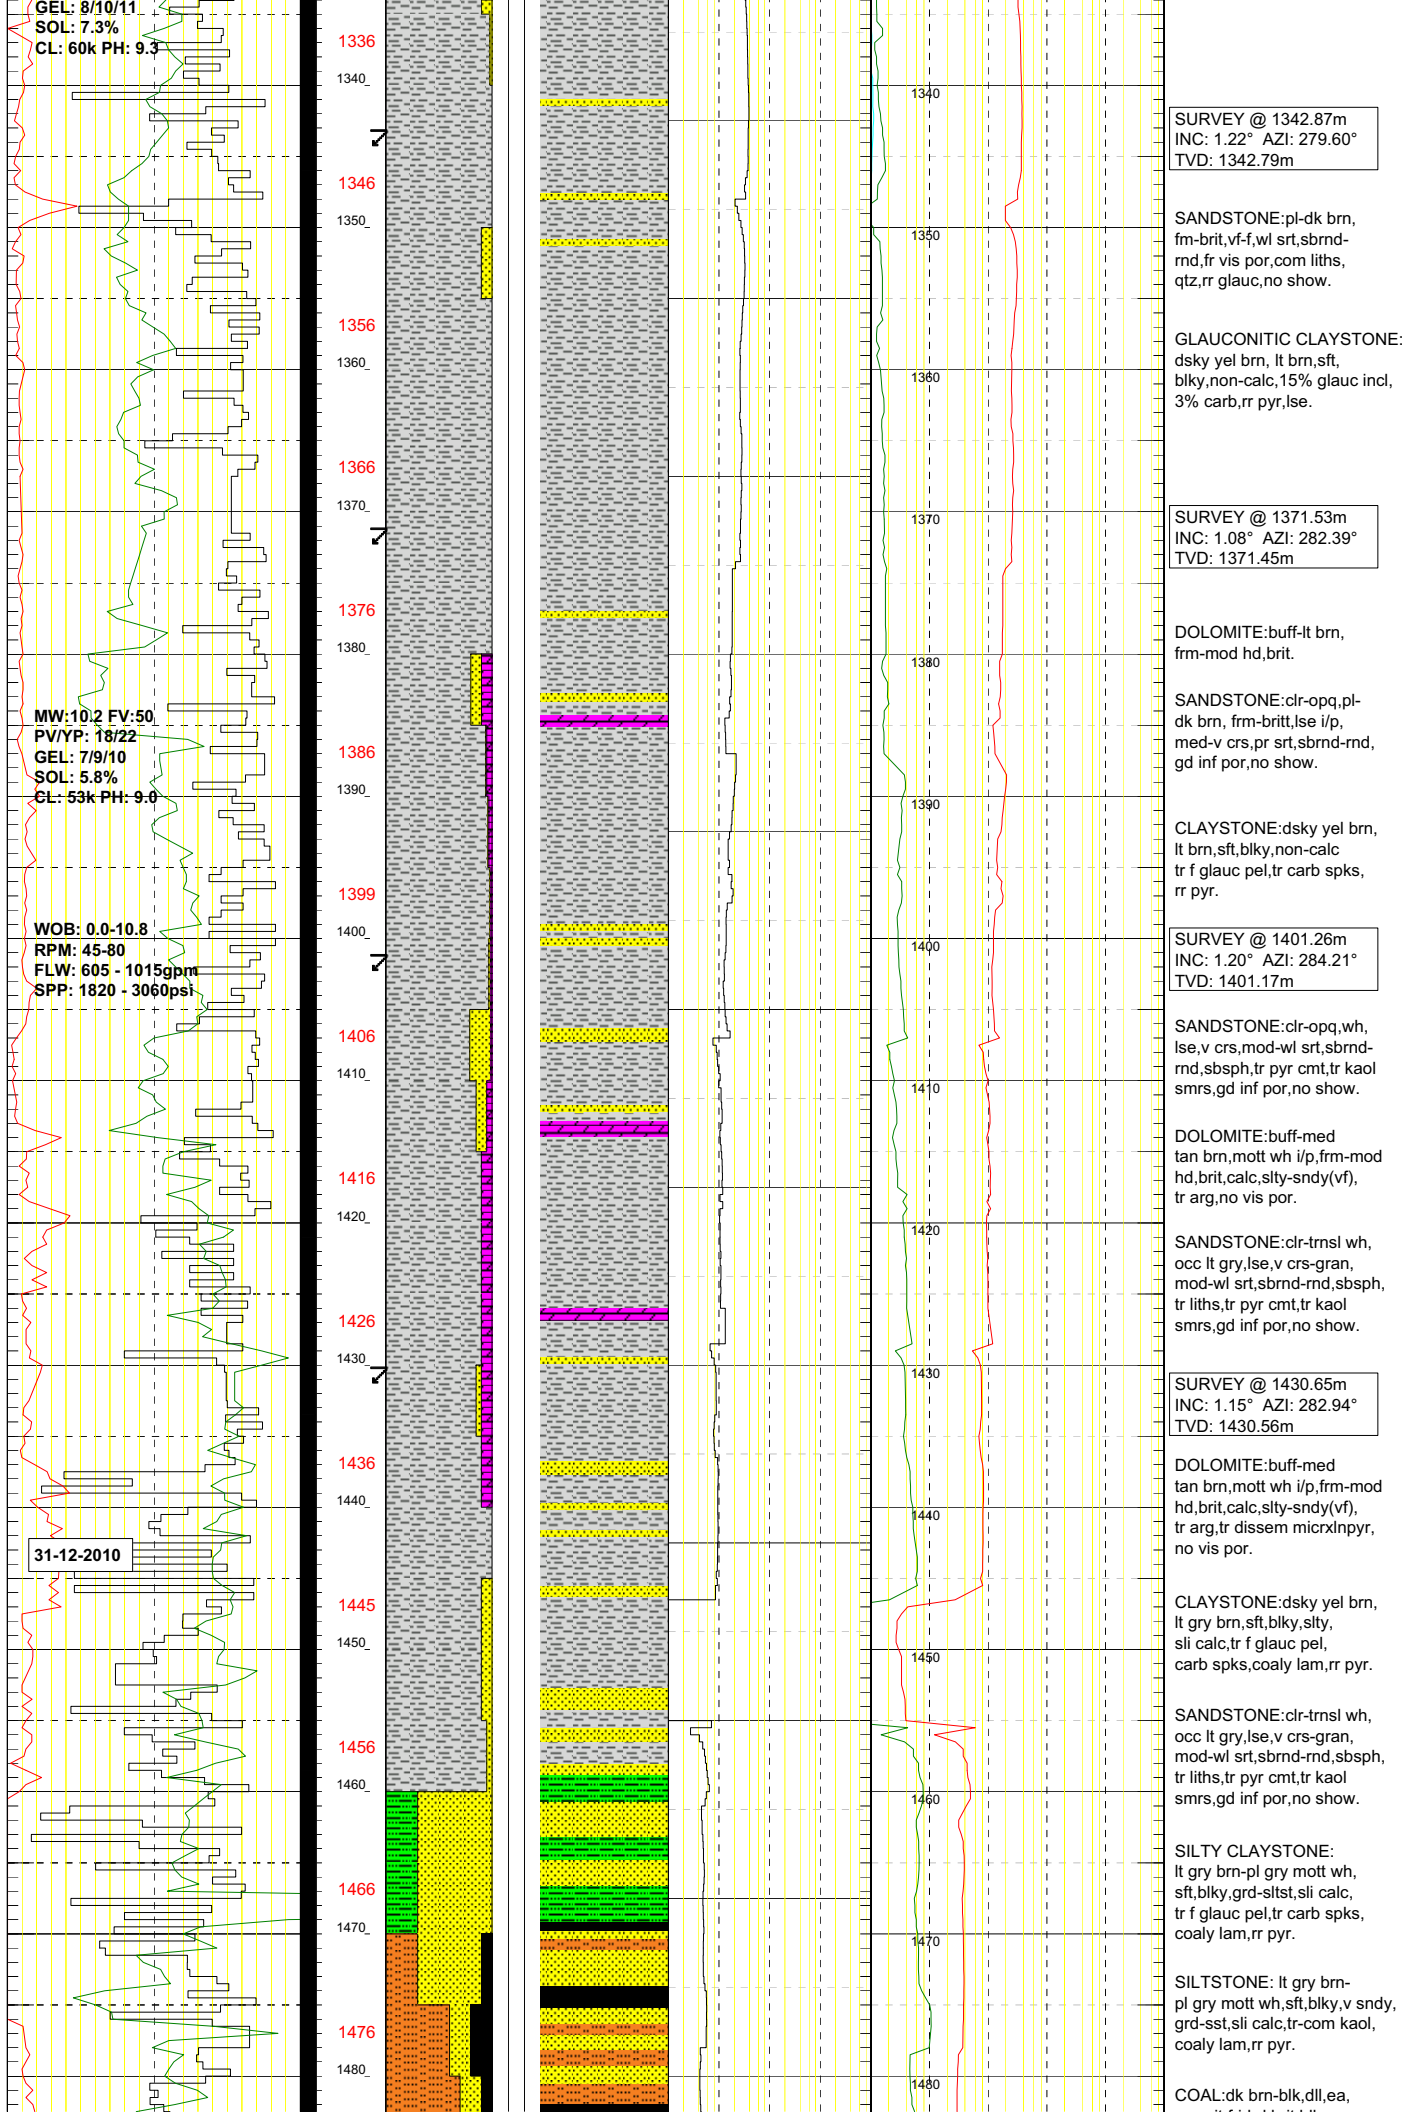 GEL: 8/10/11
SOL: 7.3%
CL: 60k PH: 9.3
MW:10.2 FV:50
PV/YP: 18/22
GEL: 7/9/10
SOL: 5.8%
CL: 53k PH: 9.0
WOB: 0.0-10.8
RPM: 45-80
FLW: 605 - 1015gpm
SPP: 1820 - 3060psi
31-12-2010
1336
1340
1346
1350
1356
1360
1366
1370
1376
1380
1386
1390
1399
1400
1406
1410
1416
1420
1426
1430
1436
1440
1445
1450
1456
1460
1466
1470
1476
1480
1340
1350
1360
1370
1380
1390
1400
1410
1420
1430
1440
1450
1460
1470
1480
SURVEY @ 1342.87m
INC: 1.22° AZI: 279.60°
TVD: 1342.79m
SANDSTONE:pl-dk brn,
fm-brit,vf-f,wl srt,sbrnd-
rnd,fr vis por,com liths,
qtz,rr glauc,no show.
GLAUCONITIC CLAYSTONE:
dsky yel brn, lt brn,sft,
blky,non-calc,15% glauc incl,
3% carb,rr pyr,lse.
SURVEY @ 1371.53m
INC: 1.08° AZI: 282.39°
TVD: 1371.45m
DOLOMITE:buff-lt brn,
frm-mod hd,brit.
SANDSTONE:clr-opq,pl-
dk brn, frm-britt,lse i/p,
med-v crs,pr srt,sbrnd-rnd,
gd inf por,no show.
CLAYSTONE:dsky yel brn,
lt brn,sft,blky,non-calc
tr f glauc pel,tr carb spks,
rr pyr.
SURVEY @ 1401.26m
INC: 1.20° AZI: 284.21°
TVD: 1401.17m
SANDSTONE:clr-opq,wh,
lse,v crs,mod-wl srt,sbrnd-
rnd,sbsph,tr pyr cmt,tr kaol
smrs,gd inf por,no show.
DOLOMITE:buff-med
tan brn,mott wh i/p,frm-mod
hd,brit,calc,slty-sndy(vf),
tr arg,no vis por.
SANDSTONE:clr-trnsl wh,
occ lt gry,lse,v crs-gran,
mod-wl srt,sbrnd-rnd,sbsph,
tr liths,tr pyr cmt,tr kaol
smrs,gd inf por,no show.
SURVEY @ 1430.65m
INC: 1.15° AZI: 282.94°
TVD: 1430.56m
DOLOMITE:buff-med
tan brn,mott wh i/p,frm-mod
hd,brit,calc,slty-sndy(vf),
tr arg,tr dissem micrxlnpyr,
no vis por.
CLAYSTONE:dsky yel brn,
lt gry brn,sft,blky,slty,
sli calc,tr f glauc pel,
carb spks,coaly lam,rr pyr.
SANDSTONE:clr-trnsl wh,
occ lt gry,lse,v crs-gran,
mod-wl srt,sbrnd-rnd,sbsph,
tr liths,tr pyr cmt,tr kaol
smrs,gd inf por,no show.
SILTY CLAYSTONE:
lt gry brn-pl gry mott wh,
sft,blky,grd-sltst,sli calc,
tr f glauc pel,tr carb spks,
coaly lam,rr pyr.
SILTSTONE: lt gry brn-
pl gry mott wh,sft,blky,v sndy,
grd-sst,sli calc,tr-com kaol,
coaly lam,rr pyr.
COAL:dk brn-blk,dll,ea,